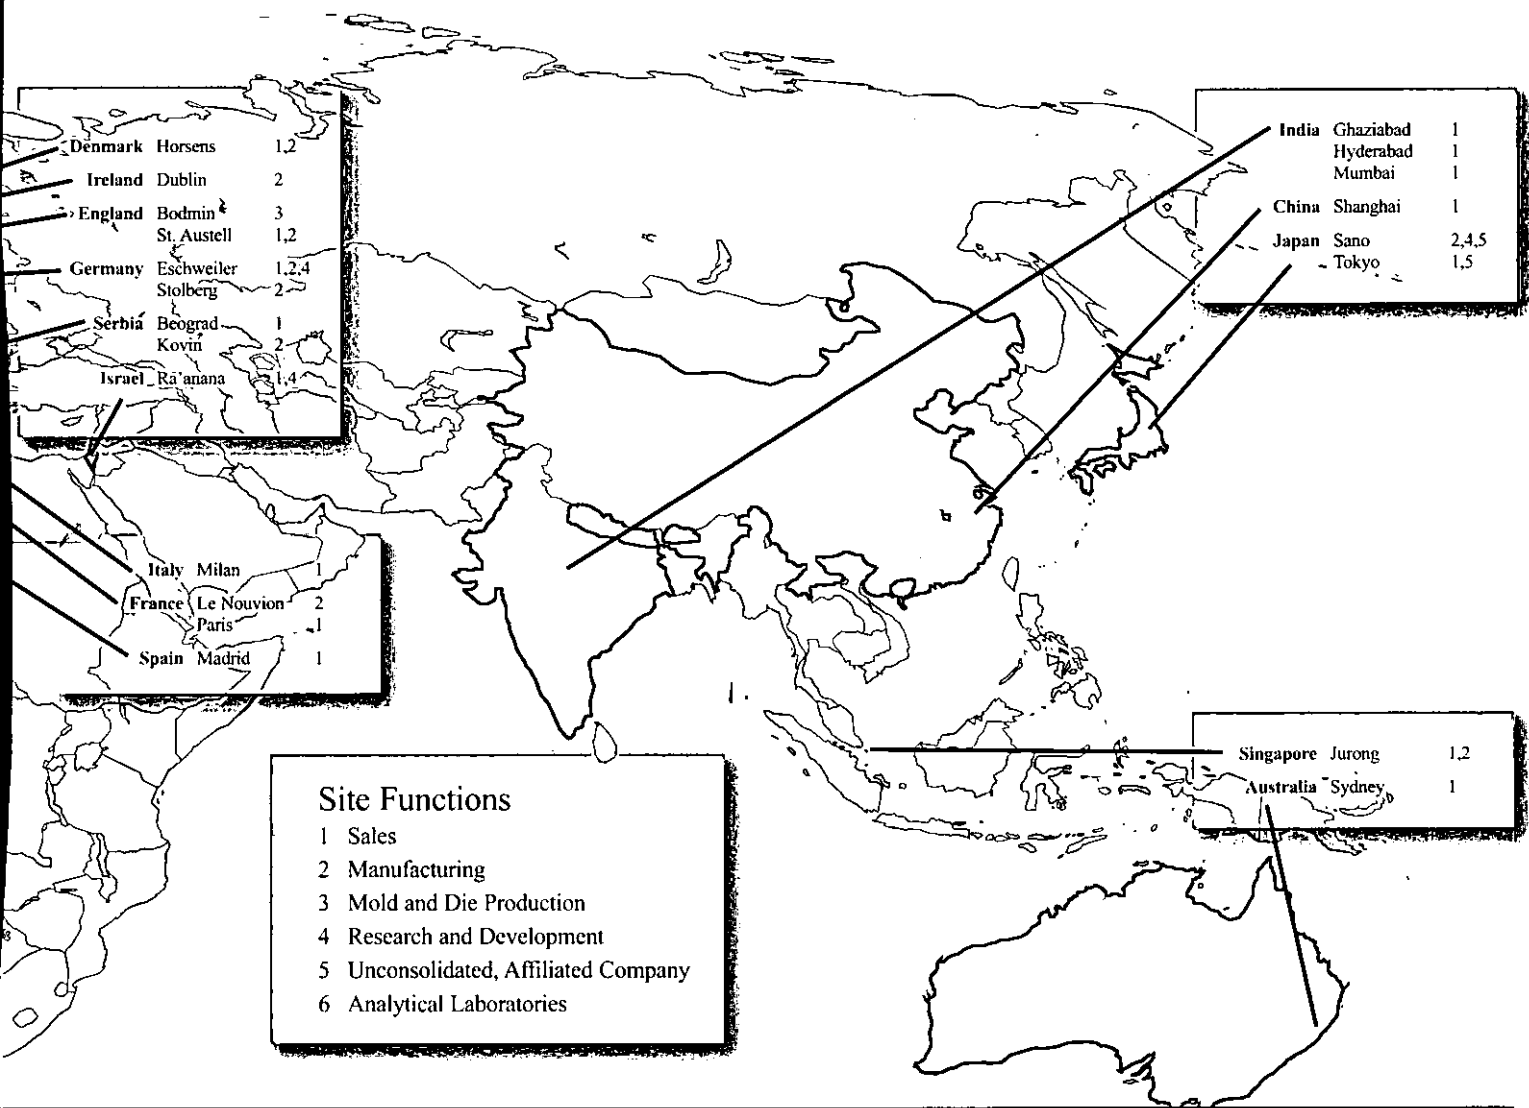 Denmark Horsens 1,2
Ireland Dublin 2
England Bodmin 3
St. Austell 1,2
Germany Eschweiler 1,2,4
Stolberg 2
Serbia Beograd 1
Kovin 2
Israel Ra'anana 1,4
Italy Milan 1
France Le Nouvion 2
Paris 1
Spain Madrid 1
India Ghaziabad 1
Hyderabad 1
Mumbai 1
China Shanghai 1
Japan Sano 2,4,5
Tokyo 1,5
Singapore Jurong 1,2
Australia Sydney 1
Site Functions
1 Sales
2 Manufacturing
3 Mold and Die Production
4 Research and Development
5 Unconsolidated, Affiliated Company
6 Analytical Laboratories